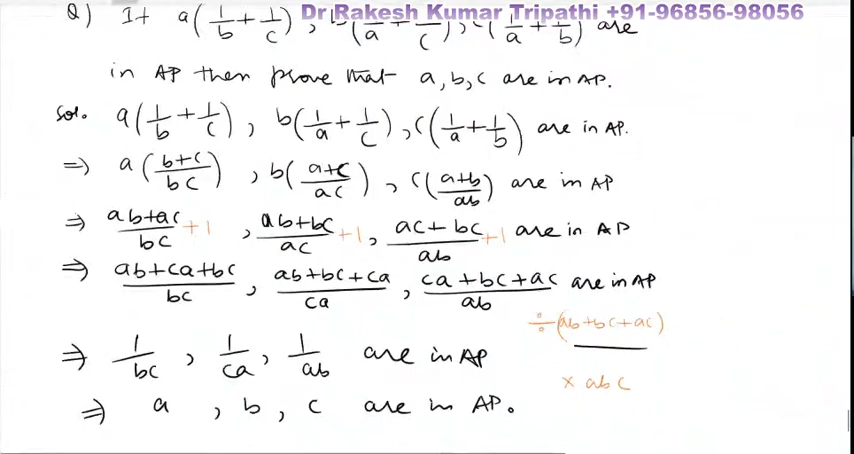 Dr Rakesh Kumar Tripathi +91-96856-98056
Q) If a(1/b + 1/c), b(1/a + 1/c), c(1/a + 1/b) are
in AP then prove that a, b, c are in AP.
Sol. a(1/b + 1/c), b(1/a + 1/c), c(1/a + 1/b) are in AP.
=> a((b+c)/bc), b((a+c)/ac), c((a+b)/ab) are in AP
=> (ab+ac)/bc +1, (ab+bc)/ac +1, (ac+bc)/ab +1 are in AP
=> (ab+ca+bc)/bc, (ab+bc+ca)/ca, (ca+bc+ac)/ab are in AP
÷(ab+bc+ac)
=> 1/bc, 1/ca, 1/ab are in AP
× abc
=> a, b, c are in AP.